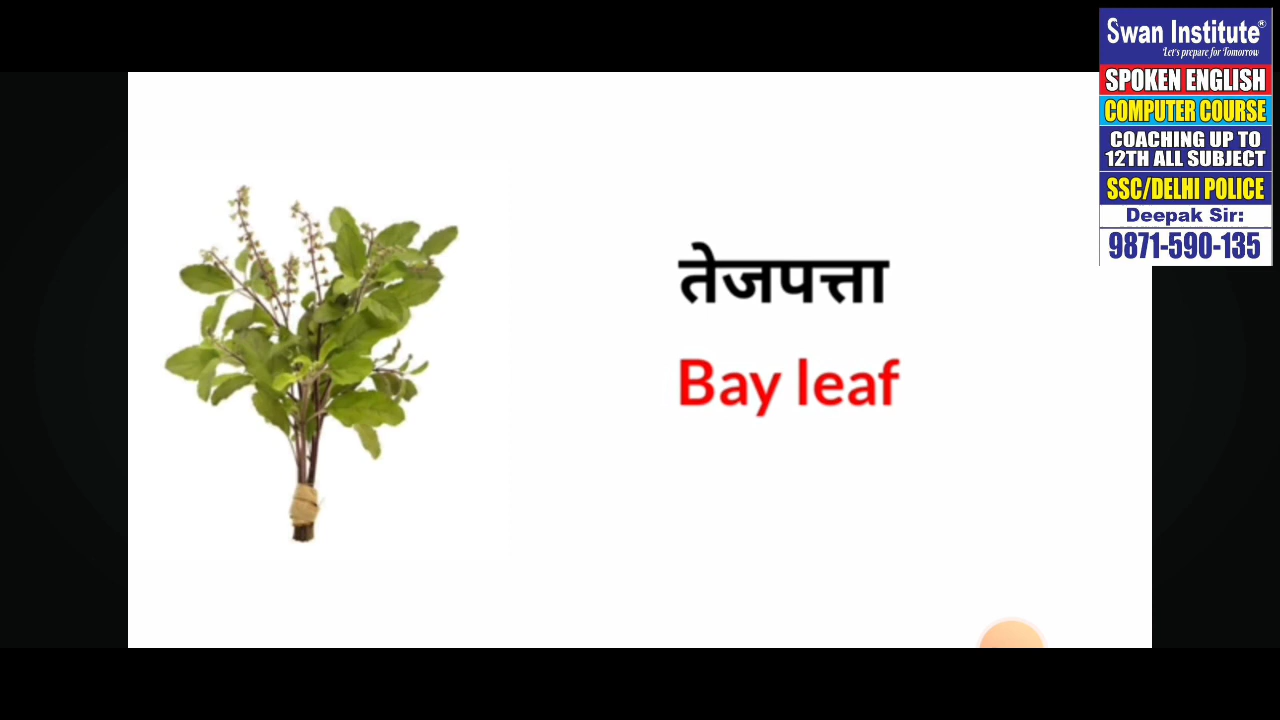 Swan Institute®
Let's prepare for Tomorrow
SPOKEN ENGLISH
COMPUTER COURSE
COACHING UP TO
12TH ALL SUBJECT
SSC/DELHI POLICE
Deepak Sir:
9871-590-135
तेजपत्ता
Bay leaf